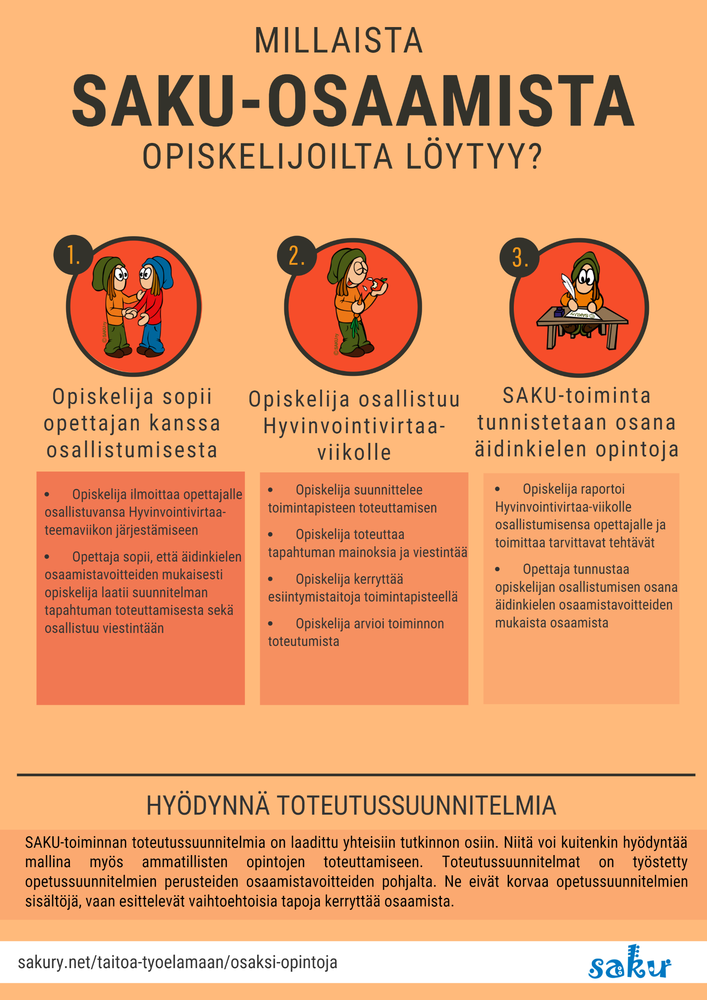 MILLAISTA
SAKU-OSAAMISTA
OPISKELIJOILTA LÖYTYY?
1.
©SAKU ry
Opiskelija sopii
opettajan kanssa
osallistumisesta
• Opiskelija ilmoittaa opettajalle
osallistuvansa Hyvinvointivirtaa-
teemaviikon järjestämiseen
• Opettaja sopii, että äidinkielen
osaamistavoitteiden mukaisesti
opiskelija laatii suunnitelman
tapahtuman toteuttamisesta sekä
osallistuu viestintään
2.
©SAKU ry
Opiskelija osallistuu
Hyvinvointivirtaa-
viikolle
• Opiskelija suunnittelee
toimintapisteen toteuttamisen
• Opiskelija toteuttaa
tapahtuman mainoksia ja viestintää
• Opiskelija kerryttää
esiintymistaitoja toimintapisteellä
• Opiskelija arvioi toiminnon
toteutumista
3.
©SAKU ry
SAKU-toiminta
tunnistetaan osana
äidinkielen opintoja
• Opiskelija raportoi
Hyvinvointivirtaa-viikolle
osallistumisensa opettajalle ja
toimittaa tarvittavat tehtävät
• Opettaja tunnustaa
opiskelijan osallistumisen osana
äidinkielen osaamistavoitteiden
mukaista osaamista
HYÖDYNNÄ TOTEUTUSSUUNNITELMIA
SAKU-toiminnan toteutussuunnitelmia on laadittu yhteisiin tutkinnon osiin. Niitä voi kuitenkin hyödyntää
mallina myös ammatillisten opintojen toteuttamiseen. Toteutussuunnitelmat on työstetty
opetussuunnitelmien perusteiden osaamistavoitteiden pohjalta. Ne eivät korvaa opetussuunnitelmien
sisältöjä, vaan esittelevät vaihtoehtoisia tapoja kerryttää osaamista.
sakury.net/taitoa-tyoelamaan/osaksi-opintoja
saku